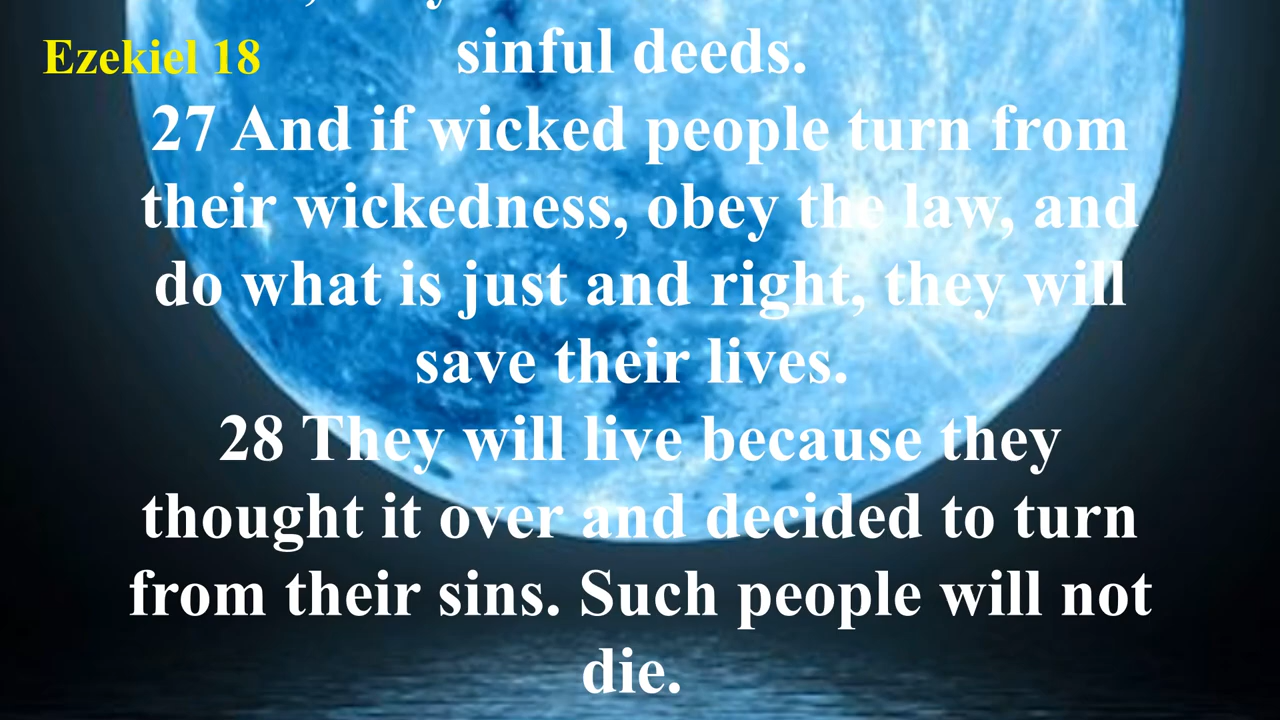 Ezekiel 18
sinful deeds.
27 And if wicked people turn from
their wickedness, obey the law, and
do what is just and right, they will
save their lives.
28 They will live because they
thought it over and decided to turn
from their sins. Such people will not
die.